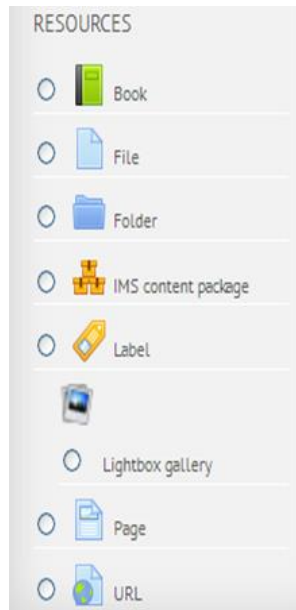 RESOURCES
Book
File
Folder
IMS content package
Label
Lightbox gallery
Page
URL